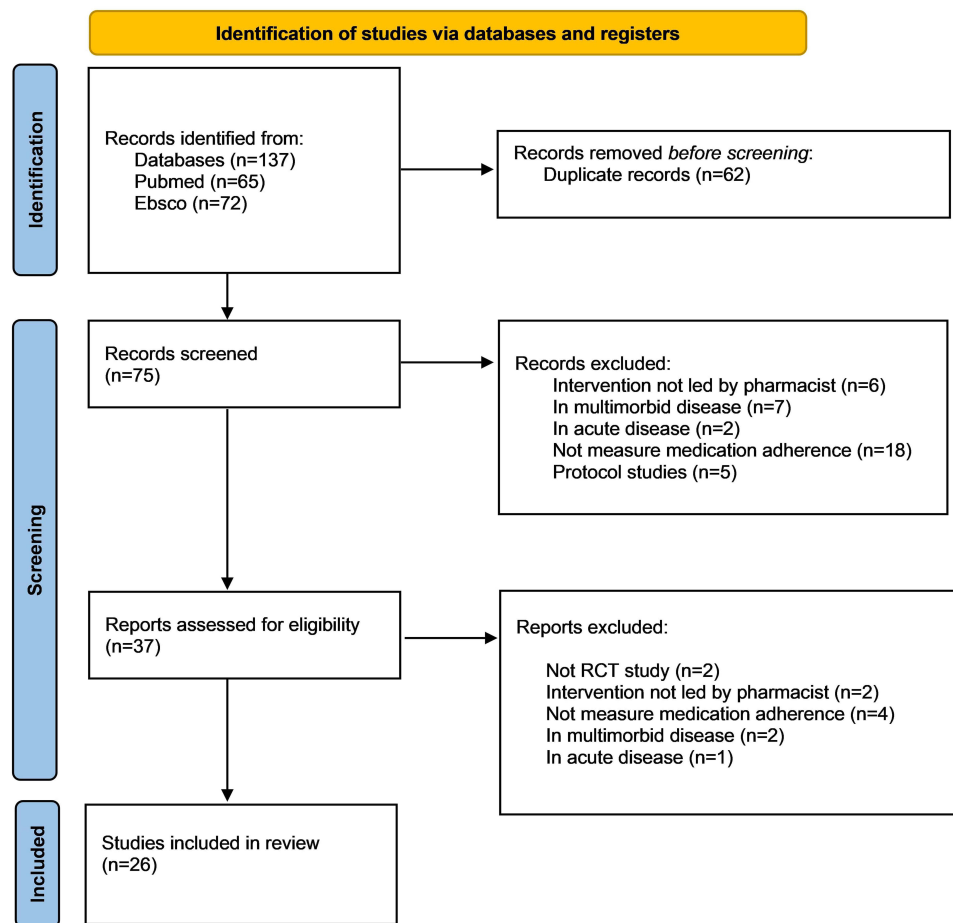 Identification of studies via databases and registers
Identification
Records identified from:
Databases (n=137)
Pubmed (n=65)
Ebsco (n=72)
Records removed before screening:
Duplicate records (n=62)
Screening
Records screened
(n=75)
Records excluded:
Intervention not led by pharmacist (n=6)
In multimorbid disease (n=7)
In acute disease (n=2)
Not measure medication adherence (n=18)
Protocol studies (n=5)
Reports assessed for eligibility
(n=37)
Reports excluded:
Not RCT study (n=2)
Intervention not led by pharmacist (n=2)
Not measure medication adherence (n=4)
In multimorbid disease (n=2)
In acute disease (n=1)
Included
Studies included in review
(n=26)